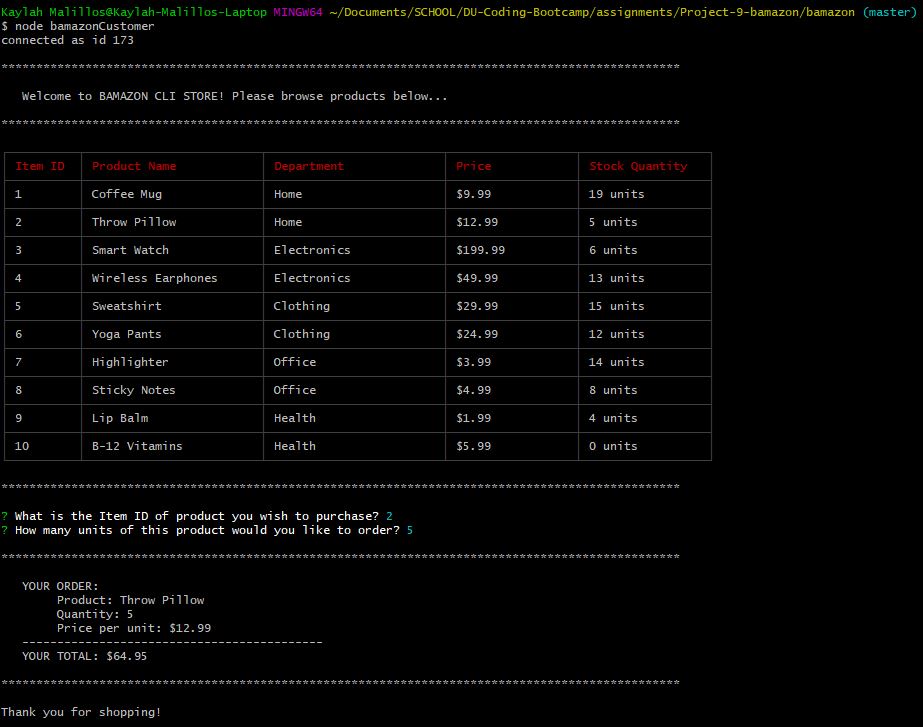 Kaylah Malillos@Kaylah-Malillos-Laptop MINGW64 ~/Documents/SCHOOL/DU-Coding-Bootcamp/assignments/Project-9-bamazon/bamazon (master)
$ node bamazonCustomer
connected as id 173
*************************************************************************************************
Welcome to BAMAZON CLI STORE! Please browse products below...
*************************************************************************************************
Item ID Product Name Department Price Stock Quantity
1 Coffee Mug Home $9.99 19 units
2 Throw Pillow Home $12.99 5 units
3 Smart Watch Electronics $199.99 6 units
4 Wireless Earphones Electronics $49.99 13 units
5 Sweatshirt Clothing $29.99 15 units
6 Yoga Pants Clothing $24.99 12 units
7 Highlighter Office $3.99 14 units
8 Sticky Notes Office $4.99 8 units
9 Lip Balm Health $1.99 4 units
10 B-12 Vitamins Health $5.99 0 units
*************************************************************************************************
? What is the Item ID of product you wish to purchase? 2
? How many units of this product would you like to order? 5
*************************************************************************************************
YOUR ORDER:
Product: Throw Pillow
Quantity: 5
Price per unit: $12.99
-------------------------------------------
YOUR TOTAL: $64.95
*************************************************************************************************
Thank you for shopping!